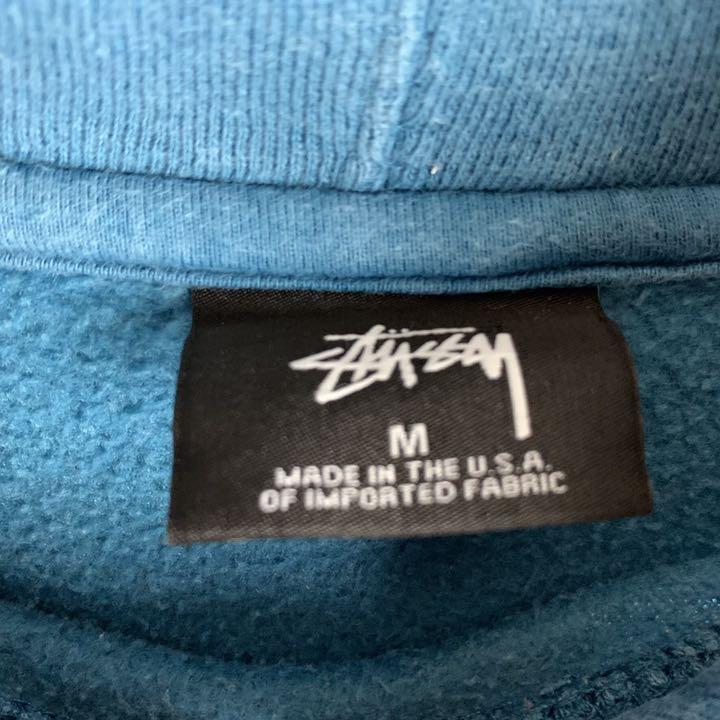 Stüssy
M
MADE IN THE U.S.A.
OF IMPORTED FABRIC